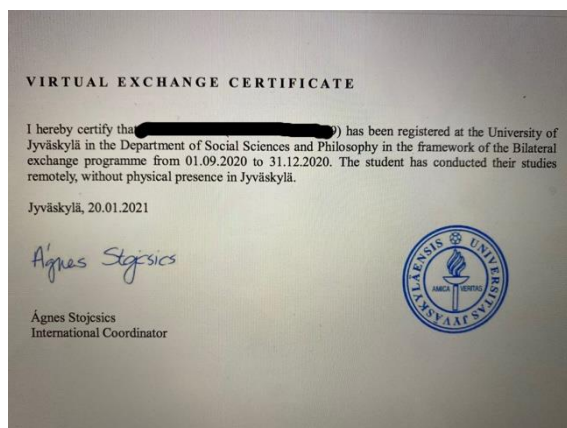 VIRTUAL EXCHANGE CERTIFICATE
I hereby certify that 9) has been registered at the University of
Jyväskylä in the Department of Social Sciences and Philosophy in the framework of the Bilateral
exchange programme from 01.09.2020 to 31.12.2020. The student has conducted their studies
remotely, without physical presence in Jyväskylä.
Jyväskylä, 20.01.2021
Ágnes Stojcsics
UNIVERSITAS JYVÄSKYLÄENSIS
AMICA VERITAS
Ágnes Stojcsics
International Coordinator